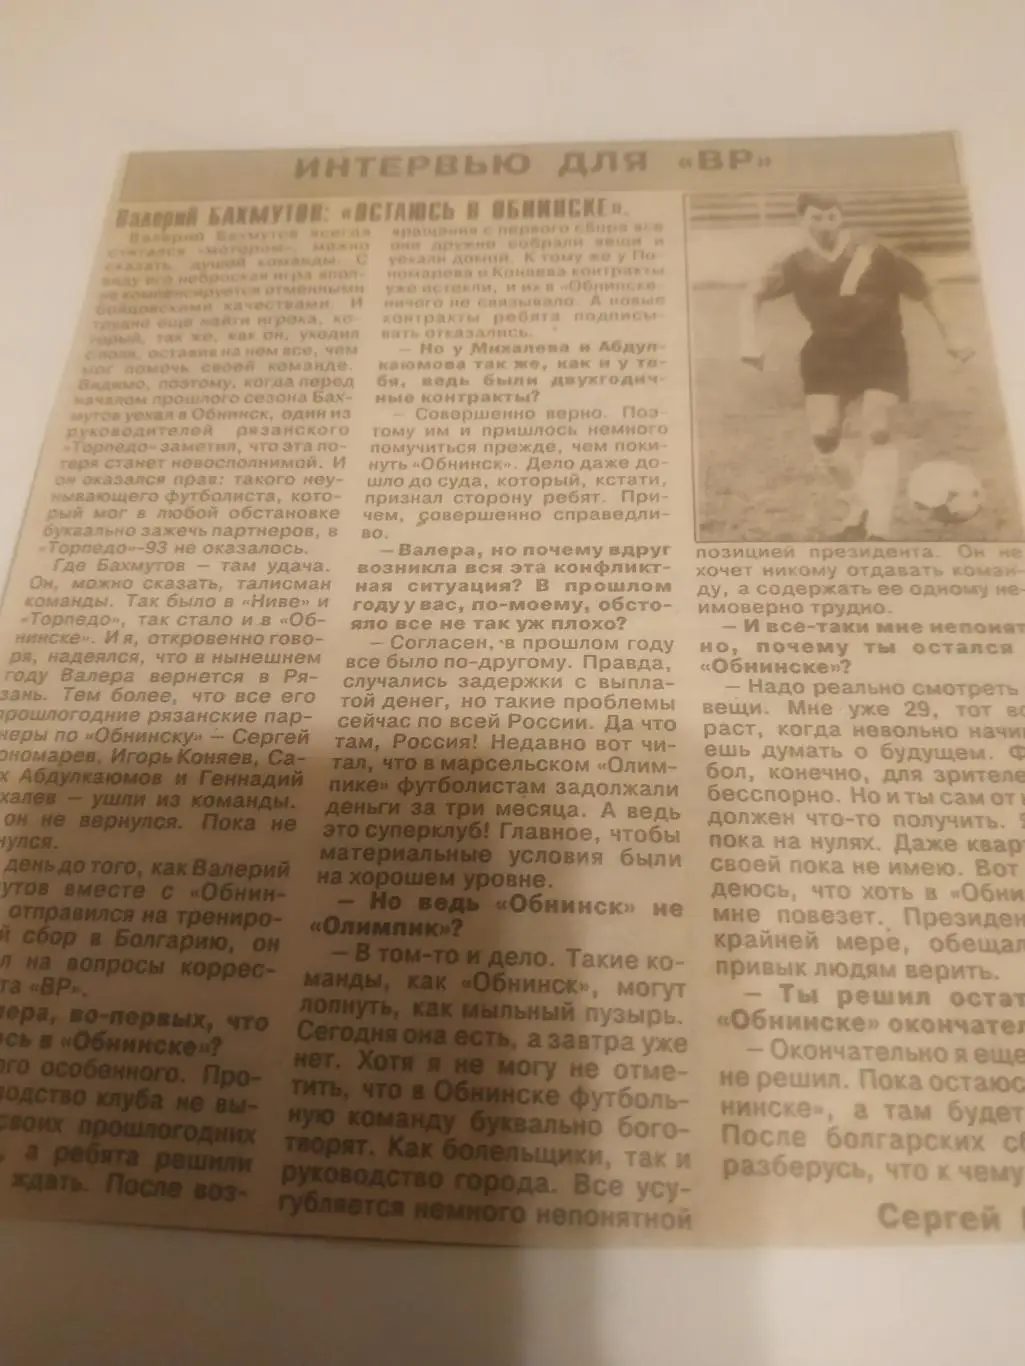 ИНТЕРВЬЮ ДЛЯ «ВР»
Валерий БАХМУТОВ: «ОСТАЮСЬ В ОБНИНСКЕ».
Валерий Бахмутов всегда
считался «мотором», можно
сказать, душой команды. С
виду его неброская игра впол-
не компенсируется отменными
бойцовскими качествами. И
трудно еще найти игрока, ко-
торый, так же, как он, уходил
с поля, оставив на нем все, чем
мог помочь своей команде.
Видимо, поэтому, когда перед
началом прошлого сезона Бах-
мутов уехал в Обнинск, один из
руководителей рязанского
«Торпедо» заметил, что эта по-
теря станет невосполнимой. И
он оказался прав: такого неу-
нывающего футболиста, кото-
рый мог в любой обстановке
буквально зажечь партнеров, в
«Торпедо»-93 не оказалось.
Где Бахмутов – там удача.
Он, можно сказать, талисман
команды. Так было в «Ниве» и
«Торпедо», так стало и в «Об-
нинске». И я, откровенно гово-
ря, надеялся, что в нынешнем
году Валера вернется в Ря-
зань. Тем более, что все его
прошлогодние рязанские пар-
неры по «Обнинску» – Сергей
ономарев, Игорь Коняев, Са-
х Абдулкаюмов и Геннадий
халев – ушли из команды.
он не вернулся. Пока не
нулся.
день до того, как Валерий
мутов вместе с «Обнин-
отправился на трениро-
й сбор в Болгарию, он
л на вопросы коррес-
та «ВР».
лера, во-первых, что
ось в «Обнинске»?
го особенного. Про-
водство клуба не вы-
своих прошлогодних
, а ребята решили
ждать. После воз-
вращения с первого сбора все
они дружно собрали вещи и
уехали домой. К тому же у По-
номарева и Коняева контракты
уже истекли, и их в «Обнинске»
ничего не связывало. А новые
контракты ребята подписы-
вать отказались.
– Но у Михалева и Абдул-
каюмова так же, как и у те-
бя, ведь были двухгодич-
ные контракты?
– Совершенно верно. Поэ-
тому им и пришлось немного
помучиться прежде, чем поки-
нуть «Обнинск». Дело даже до-
шло до суда, который, кстати,
признал сторону ребят. При-
чем, совершенно справедли-
во.
– Валера, но почему вдруг
возникла вся эта конфликт-
ная ситуация? В прошлом
году у вас, по-моему, обсто-
яло все не так уж плохо?
– Согласен, в прошлом году
все было по-другому. Правда,
случались задержки с выпла-
той денег, но такие проблемы
сейчас по всей России. Да что
там, Россия! Недавно вот чи-
тал, что в марсельском «Олим-
пике» футболистам задолжали
деньги за три месяца. А ведь
это суперклуб! Главное, чтобы
материальные условия были
на хорошем уровне.
– Но ведь «Обнинск» не
«Олимпик»?
– В том-то и дело. Такие ко-
манды, как «Обнинск», могут
лопнуть, как мыльный пузырь.
Сегодня она есть, а завтра уже
нет. Хотя я не могу не отме-
тить, что в Обнинске футболь-
ную команду буквально бого-
творят. Как болельщики, так и
руководство города. Все усу-
губляется немного непонятной
позицией президента. Он не
хочет никому отдавать коман-
ду, а содержать ее одному не-
имоверно трудно.
– И все-таки мне непонят-
но, почему ты остался
«Обнинске»?
– Надо реально смотреть
вещи. Мне уже 29, тот во
раст, когда невольно начи
ешь думать о будущем. Ф
бол, конечно, для зрителе
бесспорно. Но и ты сам от
должен что-то получить.
пока на нулях. Даже кварт
своей пока не имею. Вот
деюсь, что хоть в «Обни
мне повезет. Президен
крайней мере, обещал
привык людям верить.
– Ты решил остат
«Обнинске» окончател
– Окончательно я еще
не решил. Пока остаюс
нинске», а там будет
После болгарских сб
разберусь, что к чему
Сергей